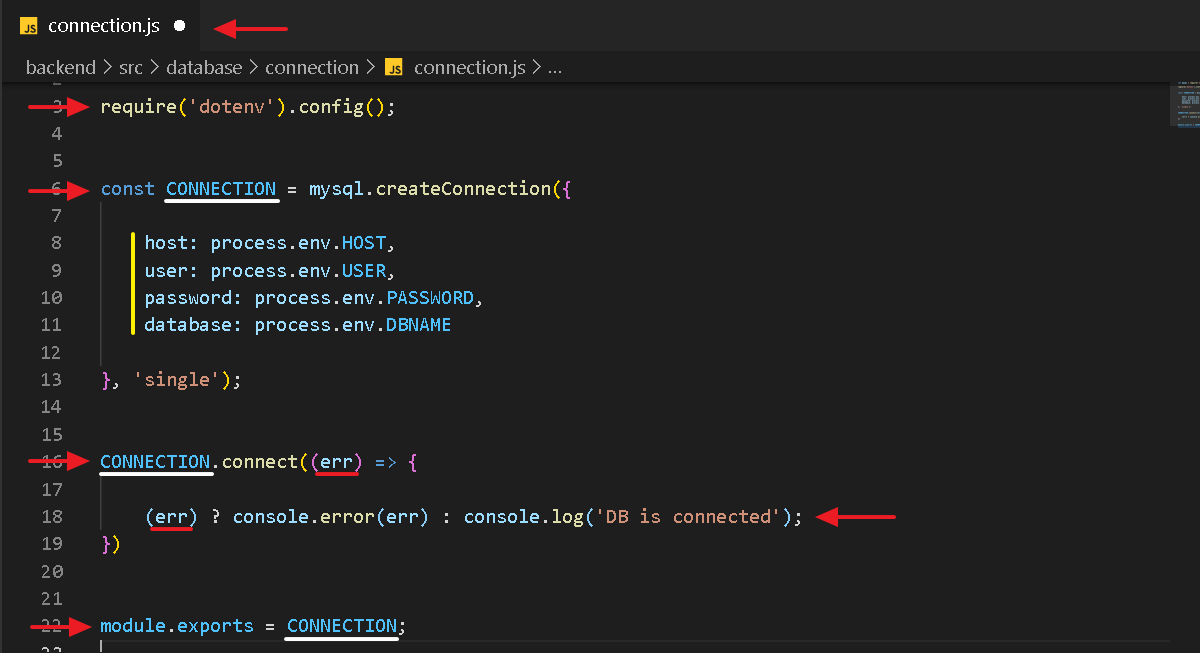 JS connection.js
backend > src > database > connection > JS connection.js > ...
3 require('dotenv').config();
4
5
6 const CONNECTION = mysql.createConnection({
7
8 host: process.env.HOST,
9 user: process.env.USER,
10 password: process.env.PASSWORD,
11 database: process.env.DBNAME
12
13 }, 'single');
14
15
16 CONNECTION.connect((err) => {
17
18 (err) ? console.error(err) : console.log('DB is connected');
19 })
20
21
22 module.exports = CONNECTION;